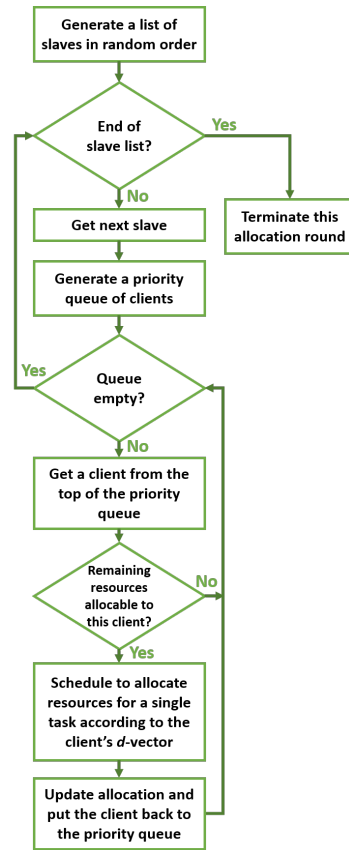 Generate a list of
slaves in random order
End of
slave list?
Yes
No
Get next slave
Terminate this
allocation round
Generate a priority
queue of clients
Yes
Queue
empty?
No
Get a client from the
top of the priority
queue
Remaining
resources
allocable to
this client?
No
Yes
Schedule to allocate
resources for a single
task according to the
client's d-vector
Update allocation and
put the client back to
the priority queue